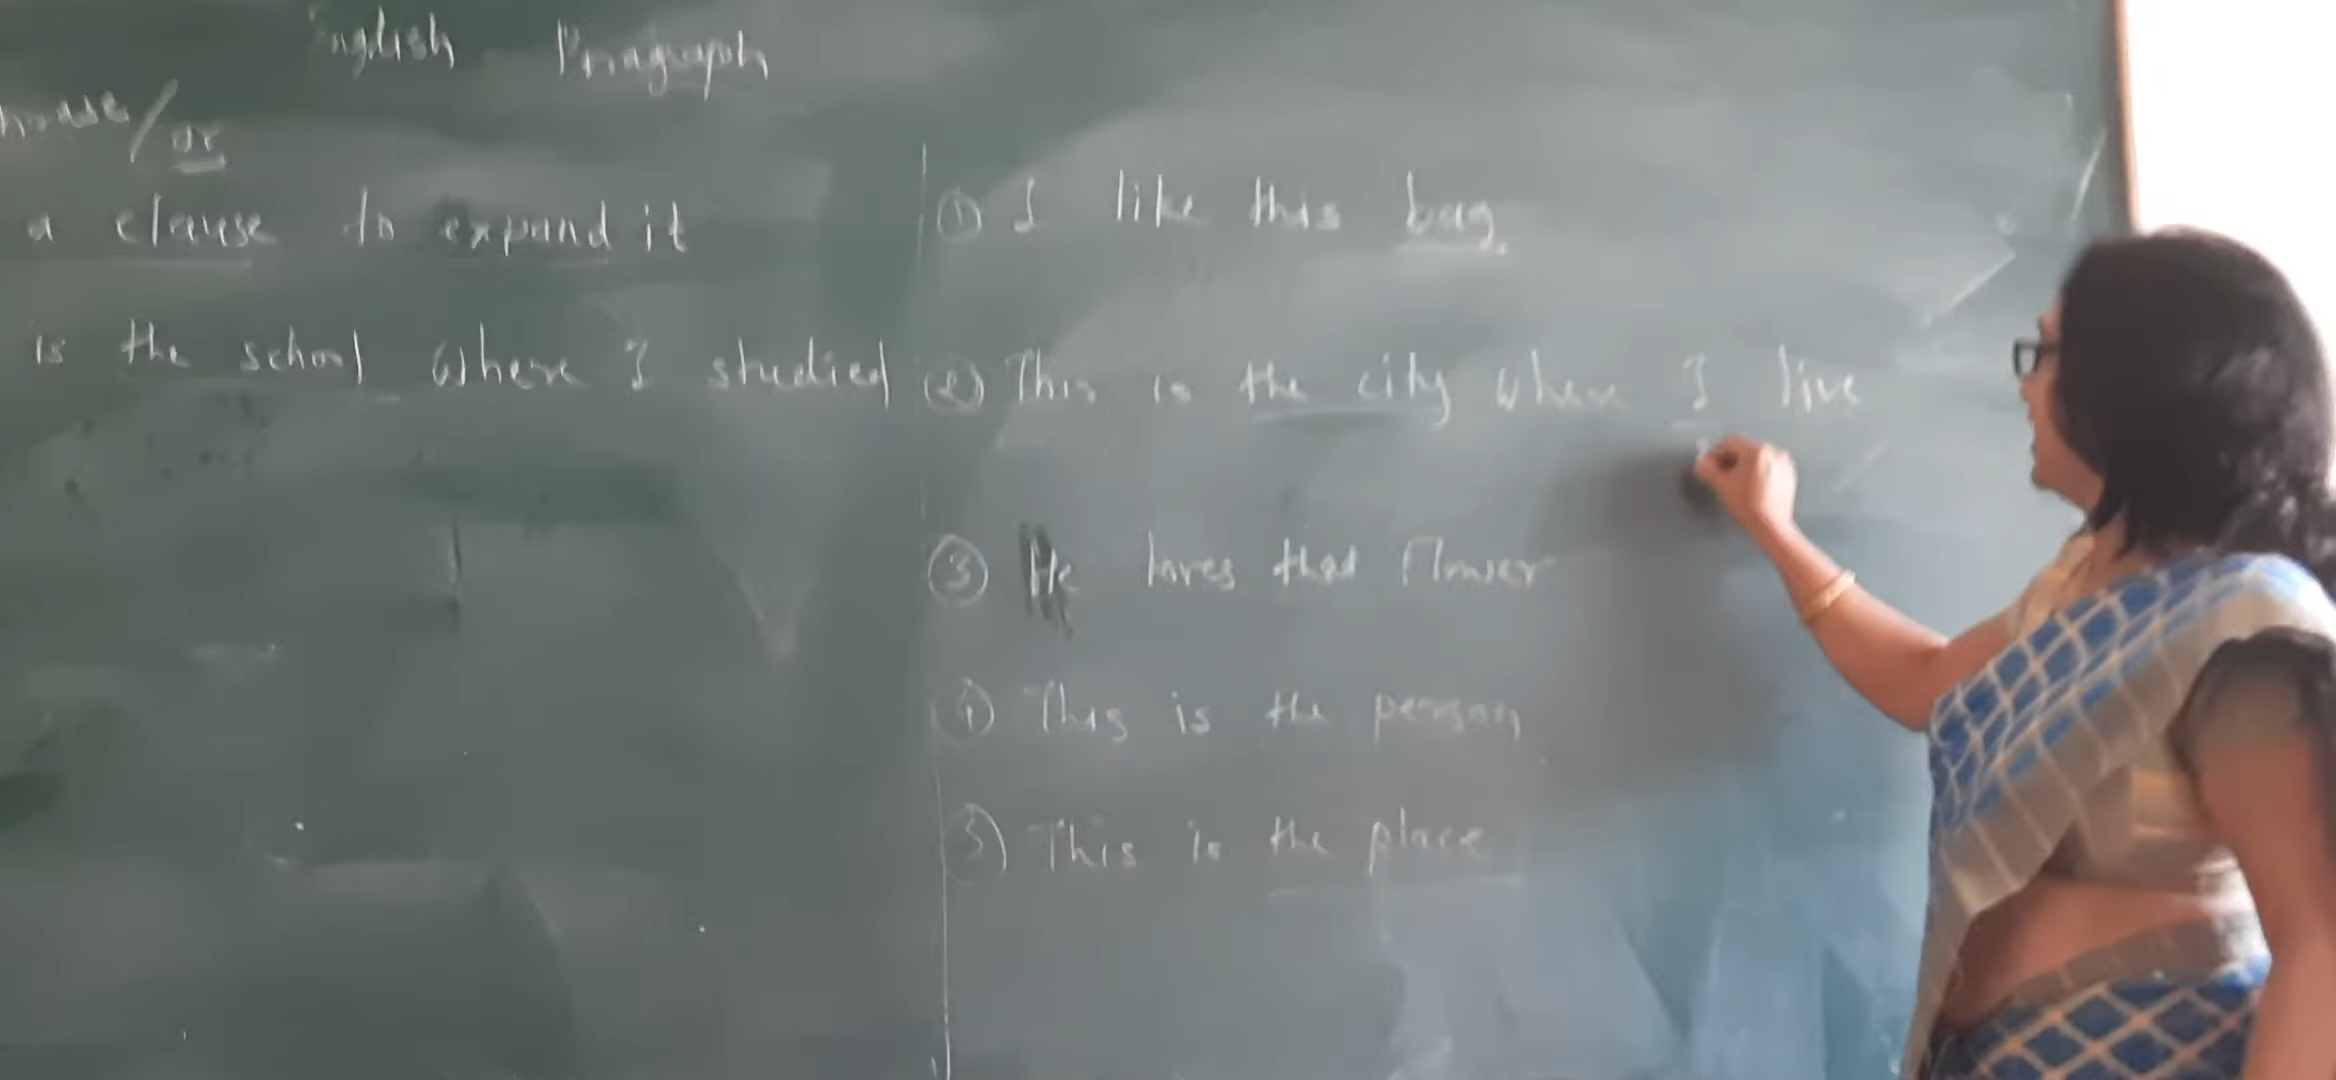 English Paragraph
/ or
a clause to expand it
is the school where I studied
① I like this bag.
(2) This is the city where I live
③ He loves that Flower
④ This is the person
⑤ This is the place